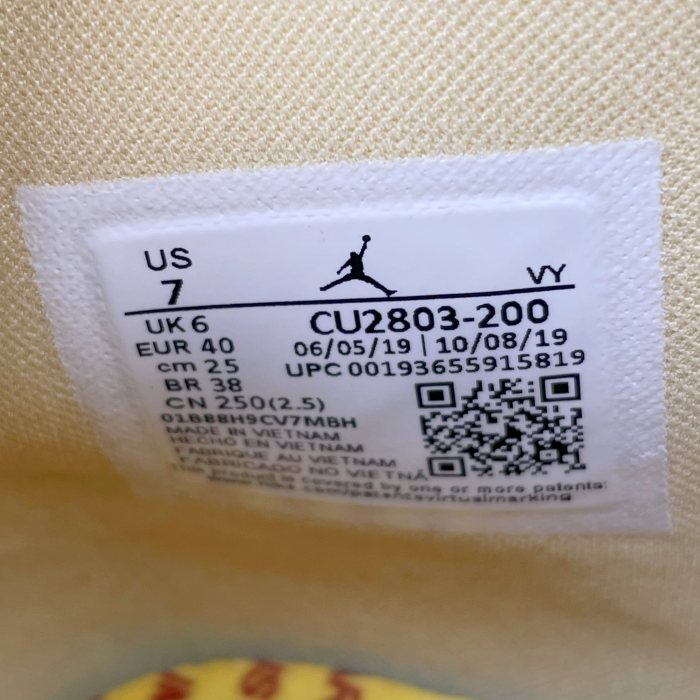 US
7
VY
UK 6
CU2803-200
EUR 40
06/05/19 | 10/08/19
cm 25
UPC 00193655915819
BR 38
CN 250(2.5)
01BB8H9CV7MBH
MADE IN VIETNAM
HECHO EN VIETNAM
FABRIQUE AU VIETNAM
FABRICADO NO VIETNÃ
This product is covered by one or more patents: